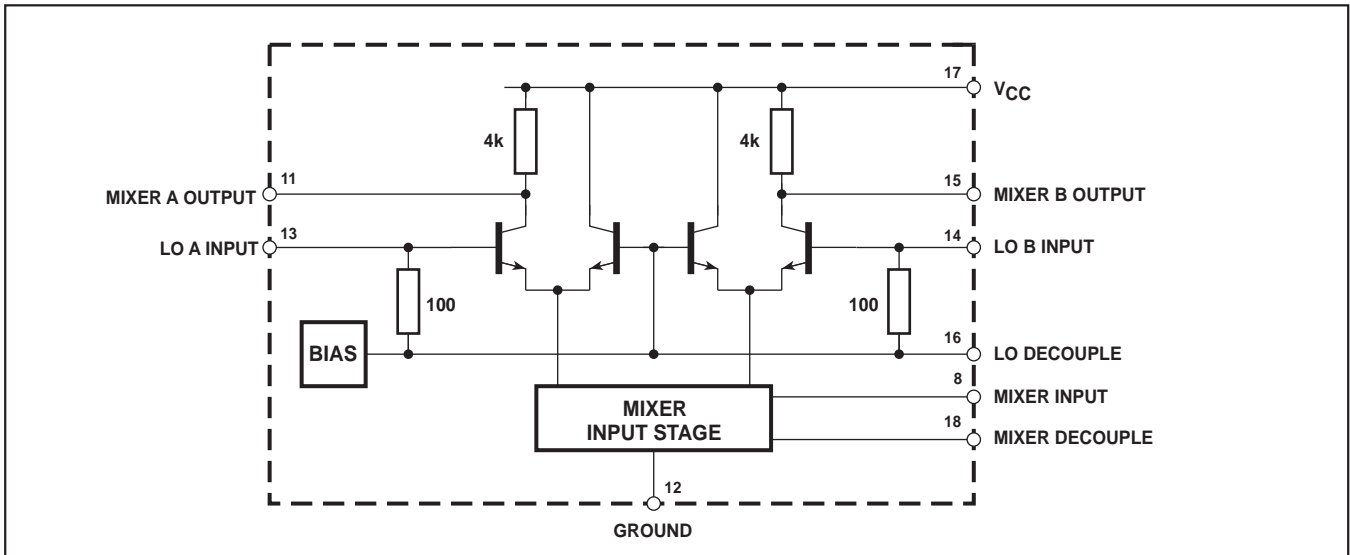 17
VCC
4k
4k
11
MIXER A OUTPUT
15
MIXER B OUTPUT
13
LO A INPUT
14
LO B INPUT
100
100
BIAS
16
LO DECOUPLE
8
MIXER INPUT
MIXER
INPUT STAGE
18
MIXER DECOUPLE
12
GROUND